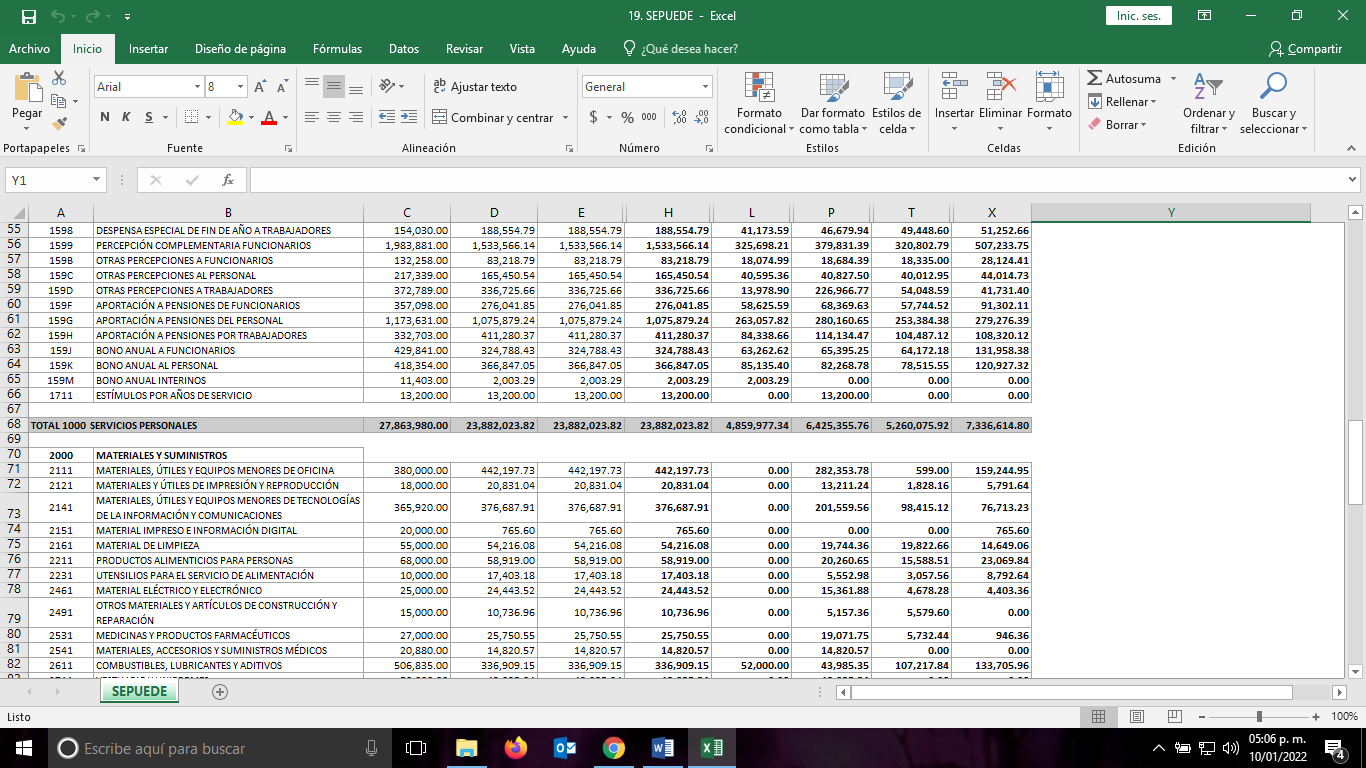 19. SEPUEDE - Excel
Inic. ses.
Archivo Inicio Insertar Diseño de página Fórmulas Datos Revisar Vista Ayuda ¿Qué desea hacer? Compartir
Pegar
Arial 8
N K S
Ajustar texto
Combinar y centrar
General
$ % 000
Formato condicional
Dar formato como tabla
Estilos de celda
Insertar Eliminar Formato
Autosuma
Rellenar
Borrar
Ordenar y filtrar
Buscar y seleccionar
Portapapeles Fuente Alineación Número Estilos Celdas Edición
Y1 fx
A B C D E H L P T X Y
55 1598 DESPENSA ESPECIAL DE FIN DE AÑO A TRABAJADORES 154,030.00 188,554.79 188,554.79 188,554.79 41,173.59 46,679.94 49,448.60 51,252.66
56 1599 PERCEPCIÓN COMPLEMENTARIA FUNCIONARIOS 1,983,881.00 1,533,566.14 1,533,566.14 1,533,566.14 325,698.21 379,831.39 320,802.79 507,233.75
57 159B OTRAS PERCEPCIONES A FUNCIONARIOS 132,258.00 83,218.79 83,218.79 83,218.79 18,074.99 18,684.39 18,335.00 28,124.41
58 159C OTRAS PERCEPCIONES AL PERSONAL 217,339.00 165,450.54 165,450.54 165,450.54 40,595.36 40,827.50 40,012.95 44,014.73
59 159D OTRAS PERCEPCIONES A TRABAJADORES 372,789.00 336,725.66 336,725.66 336,725.66 13,978.90 226,966.77 54,048.59 41,731.40
60 159F APORTACIÓN A PENSIONES DE FUNCIONARIOS 357,098.00 276,041.85 276,041.85 276,041.85 58,625.59 68,369.63 57,744.52 91,302.11
61 159G APORTACIÓN A PENSIONES DEL PERSONAL 1,173,631.00 1,075,879.24 1,075,879.24 1,075,879.24 263,057.82 280,160.65 253,384.38 279,276.39
62 159H APORTACIÓN A PENSIONES POR TRABAJADORES 332,703.00 411,280.37 411,280.37 411,280.37 84,338.66 114,134.47 104,487.12 108,320.12
63 159J BONO ANUAL A FUNCIONARIOS 429,841.00 324,788.43 324,788.43 324,788.43 63,262.62 65,395.25 64,172.18 131,958.38
64 159K BONO ANUAL AL PERSONAL 418,354.00 366,847.05 366,847.05 366,847.05 85,135.40 82,268.78 78,515.55 120,927.32
65 159M BONO ANUAL INTERINOS 11,403.00 2,003.29 2,003.29 2,003.29 2,003.29 0.00 0.00 0.00
66 1711 ESTÍMULOS POR AÑOS DE SERVICIO 13,200.00 13,200.00 13,200.00 13,200.00 0.00 13,200.00 0.00 0.00
67
68 TOTAL 1000 SERVICIOS PERSONALES 27,863,980.00 23,882,023.82 23,882,023.82 23,882,023.82 4,859,977.34 6,425,355.76 5,260,075.92 7,336,614.80
69
70 2000 MATERIALES Y SUMINISTROS
71 2111 MATERIALES, ÚTILES Y EQUIPOS MENORES DE OFICINA 380,000.00 442,197.73 442,197.73 442,197.73 0.00 282,353.78 599.00 159,244.95
72 2121 MATERIALES Y ÚTILES DE IMPRESIÓN Y REPRODUCCIÓN 18,000.00 20,831.04 20,831.04 20,831.04 0.00 13,211.24 1,828.16 5,791.64
73 2141 MATERIALES, ÚTILES Y EQUIPOS MENORES DE TECNOLOGÍAS
DE LA INFORMACIÓN Y COMUNICACIONES 365,920.00 376,687.91 376,687.91 376,687.91 0.00 201,559.56 98,415.12 76,713.23
74 2151 MATERIAL IMPRESO E INFORMACIÓN DIGITAL 20,000.00 765.60 765.60 765.60 0.00 0.00 0.00 765.60
75 2161 MATERIAL DE LIMPIEZA 55,000.00 54,216.08 54,216.08 54,216.08 0.00 19,744.36 19,822.66 14,649.06
76 2211 PRODUCTOS ALIMENTICIOS PARA PERSONAS 68,000.00 58,919.00 58,919.00 58,919.00 0.00 20,260.65 15,588.51 23,069.84
77 2231 UTENSILIOS PARA EL SERVICIO DE ALIMENTACIÓN 10,000.00 17,403.18 17,403.18 17,403.18 0.00 5,552.98 3,057.56 8,792.64
78 2461 MATERIAL ELÉCTRICO Y ELECTRÓNICO 25,000.00 24,443.52 24,443.52 24,443.52 0.00 15,361.88 4,678.28 4,403.36
79 2491 OTROS MATERIALES Y ARTÍCULOS DE CONSTRUCCIÓN Y
REPARACIÓN 15,000.00 10,736.96 10,736.96 10,736.96 0.00 5,157.36 5,579.60 0.00
80 2531 MEDICINAS Y PRODUCTOS FARMACÉUTICOS 27,000.00 25,750.55 25,750.55 25,750.55 0.00 19,071.75 5,732.44 946.36
81 2541 MATERIALES, ACCESORIOS Y SUMINISTROS MÉDICOS 20,880.00 14,820.57 14,820.57 14,820.57 0.00 14,820.57 0.00 0.00
82 2611 COMBUSTIBLES, LUBRICANTES Y ADITIVOS 506,835.00 336,909.15 336,909.15 336,909.15 52,000.00 43,985.35 107,217.84 133,705.96
SEPUEDE
Listo 100%
Escribe aquí para buscar
05:06 p. m.
10/01/2022
4